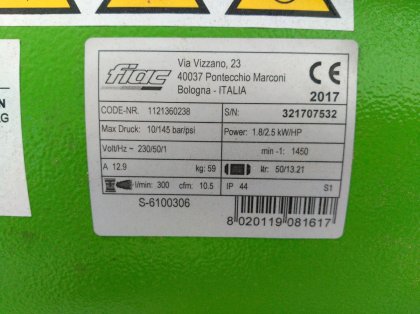 fiac
Via Vizzano, 23
40037 Pontecchio Marconi
Bologna - ITALIA
CE
2017
CODE-NR. 1121360238
S/N: 321707532
Max Druck: 10/145 bar/psi
Power: 1.8/2.5 kW/HP
Volt/Hz ~ 230/50/1
min -1: 1450
A 12.9
kg: 59
ltr: 50/13.21
l/min: 300 cfm: 10.5
IP 44
S1
S-6100306
8 020119 081617
N
G